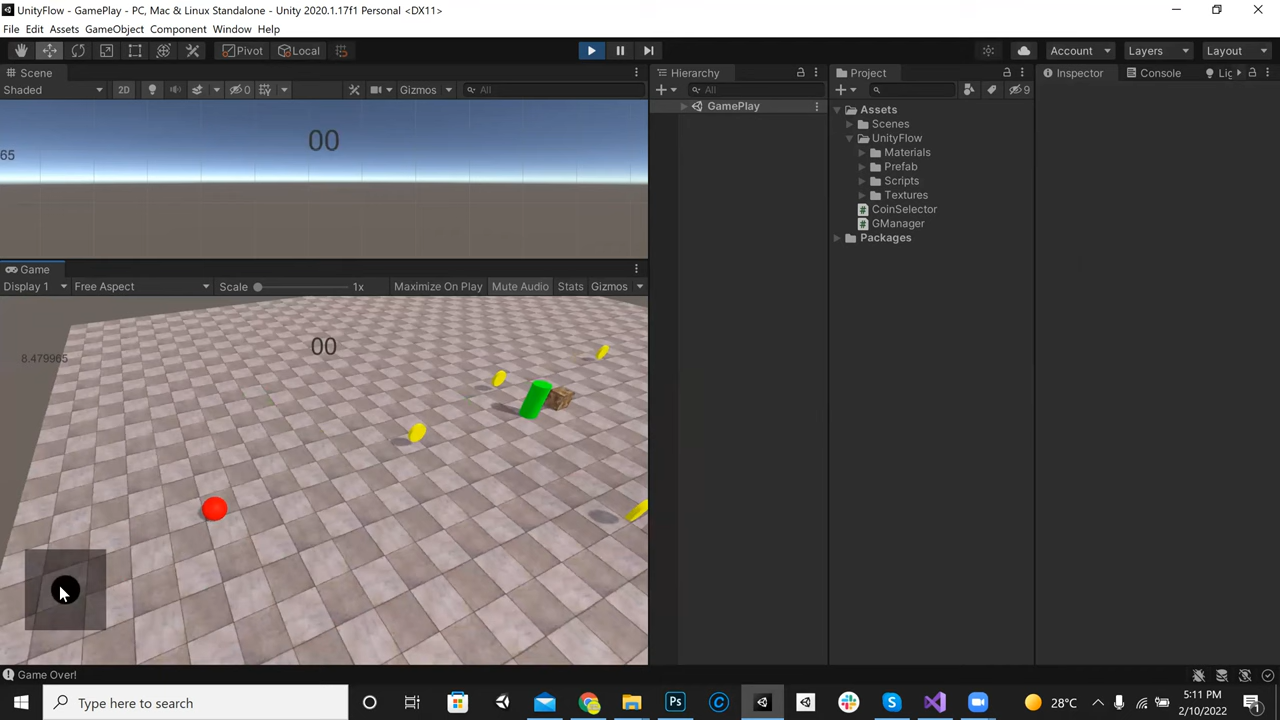 UnityFlow - GamePlay - PC, Mac & Linux Standalone - Unity 2020.1.17f1 Personal <DX11>
File Edit Assets GameObject Component Window Help
Pivot Local Account Layers Layout
Scene Hierarchy Project Inspector Console Lig
Shaded 2D 0 Gizmos All All 9
GamePlay
Assets
Scenes
UnityFlow
Materials
Prefab
Scripts
Textures
CoinSelector
GManager
Packages
00
65
Game
Display 1 Free Aspect Scale 1x Maximize On Play Mute Audio Stats Gizmos
00
8.479965
Game Over!
Type here to search
Ps
28°C
5:11 PM
2/10/2022
1